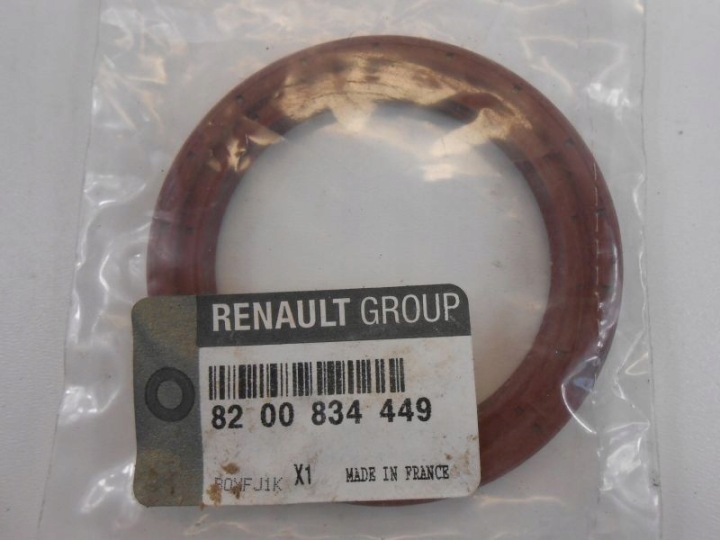 RENAULT GROUP
82 00 834 449
X1 MADE IN FRANCE